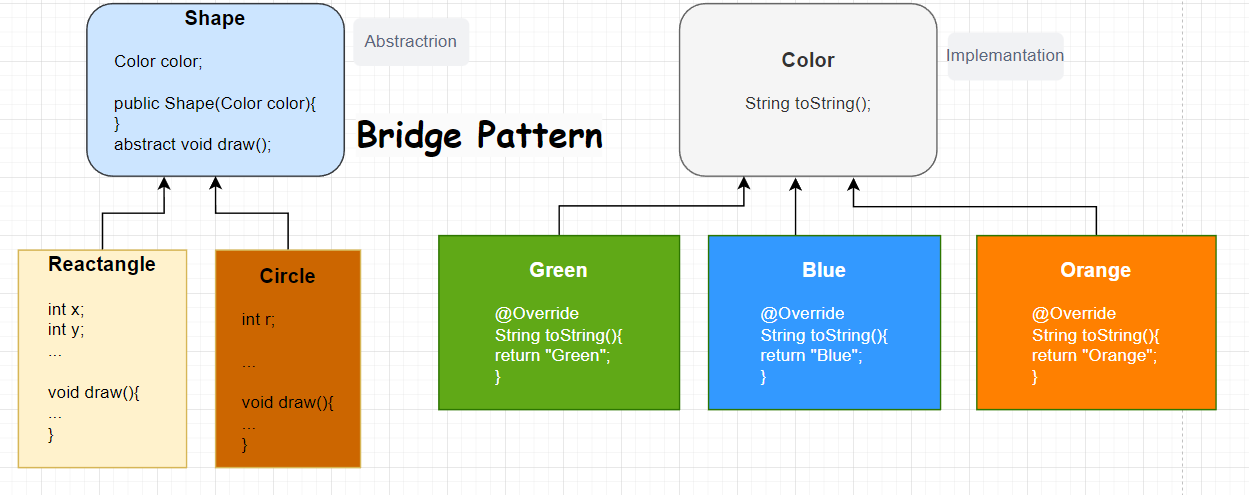 Shape
Color color;
public Shape(Color color){
}
abstract void draw();
Abstractrion
Bridge Pattern
Color
String toString();
Implemantation
Reactangle
int x;
int y;
...
void draw(){
...
}
Circle
int r;
...
void draw(){
...
}
Green
@Override
String toString(){
return "Green";
}
Blue
@Override
String toString(){
return "Blue";
}
Orange
@Override
String toString(){
return "Orange";
}